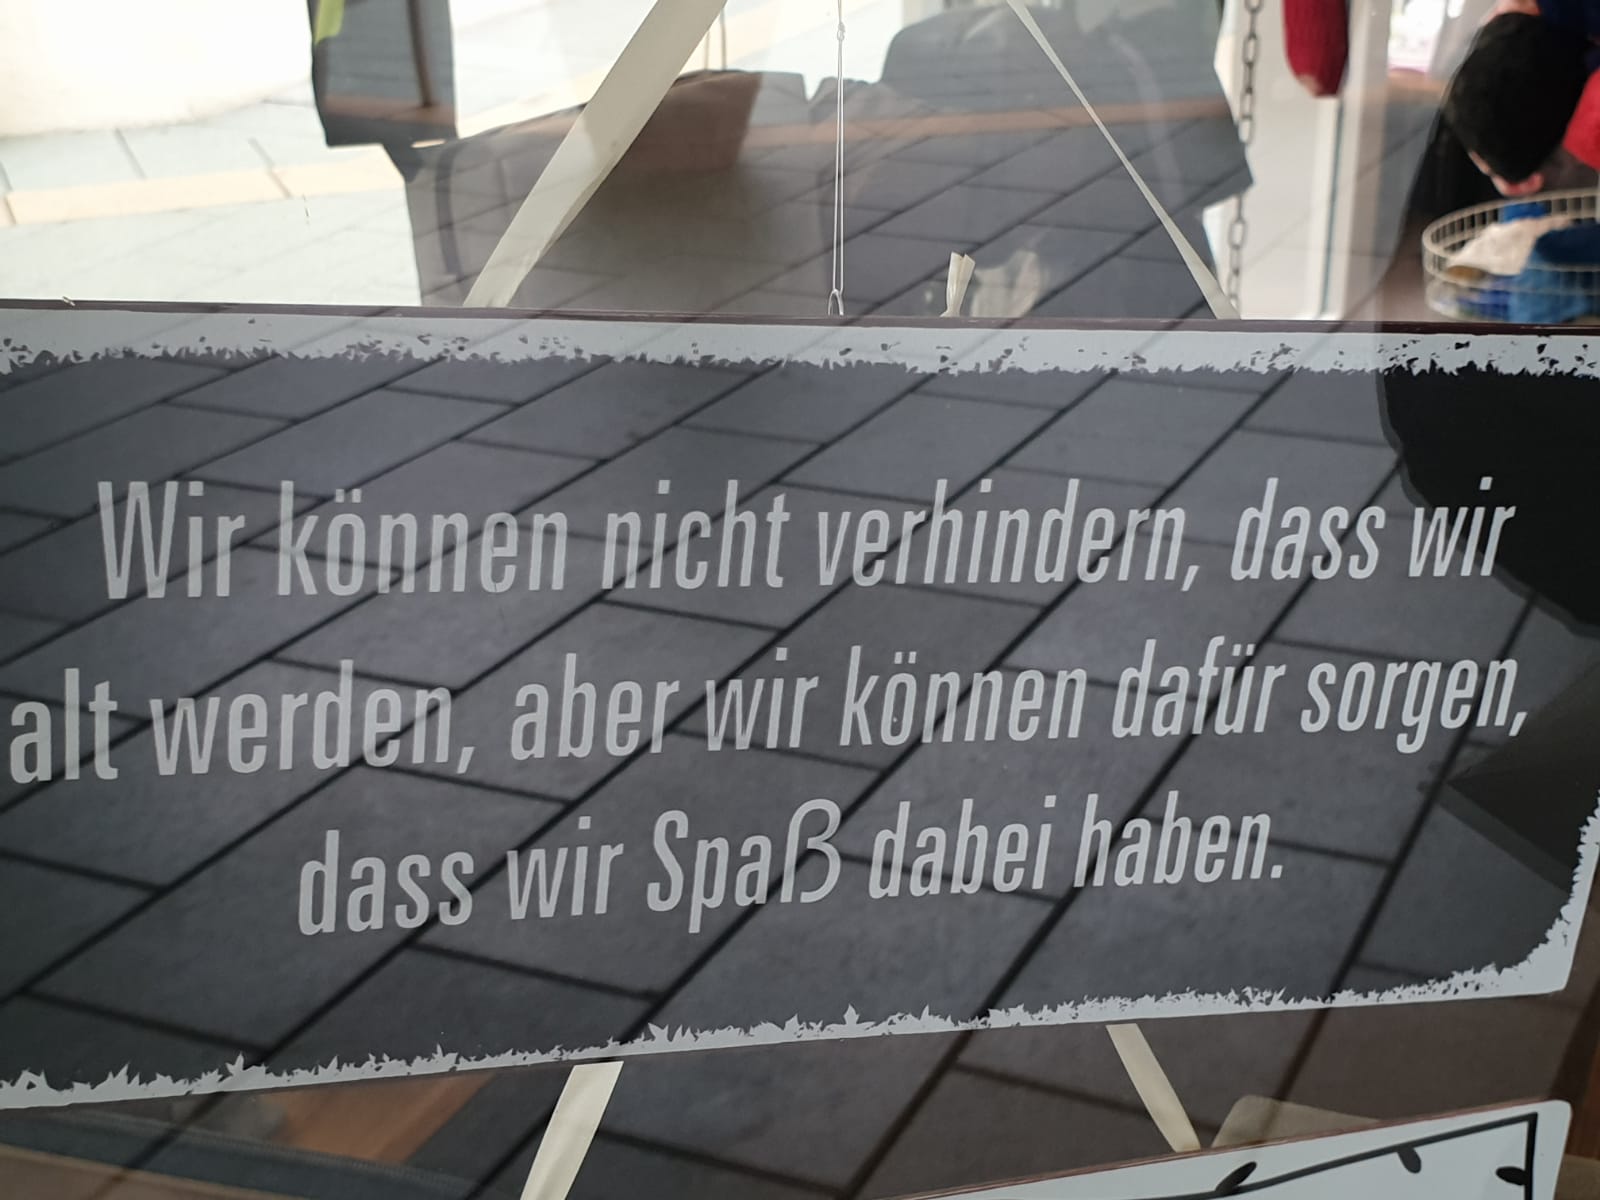 Wir können nicht verhindern, dass wir
alt werden, aber wir können dafür sorgen,
dass wir Spaß dabei haben.